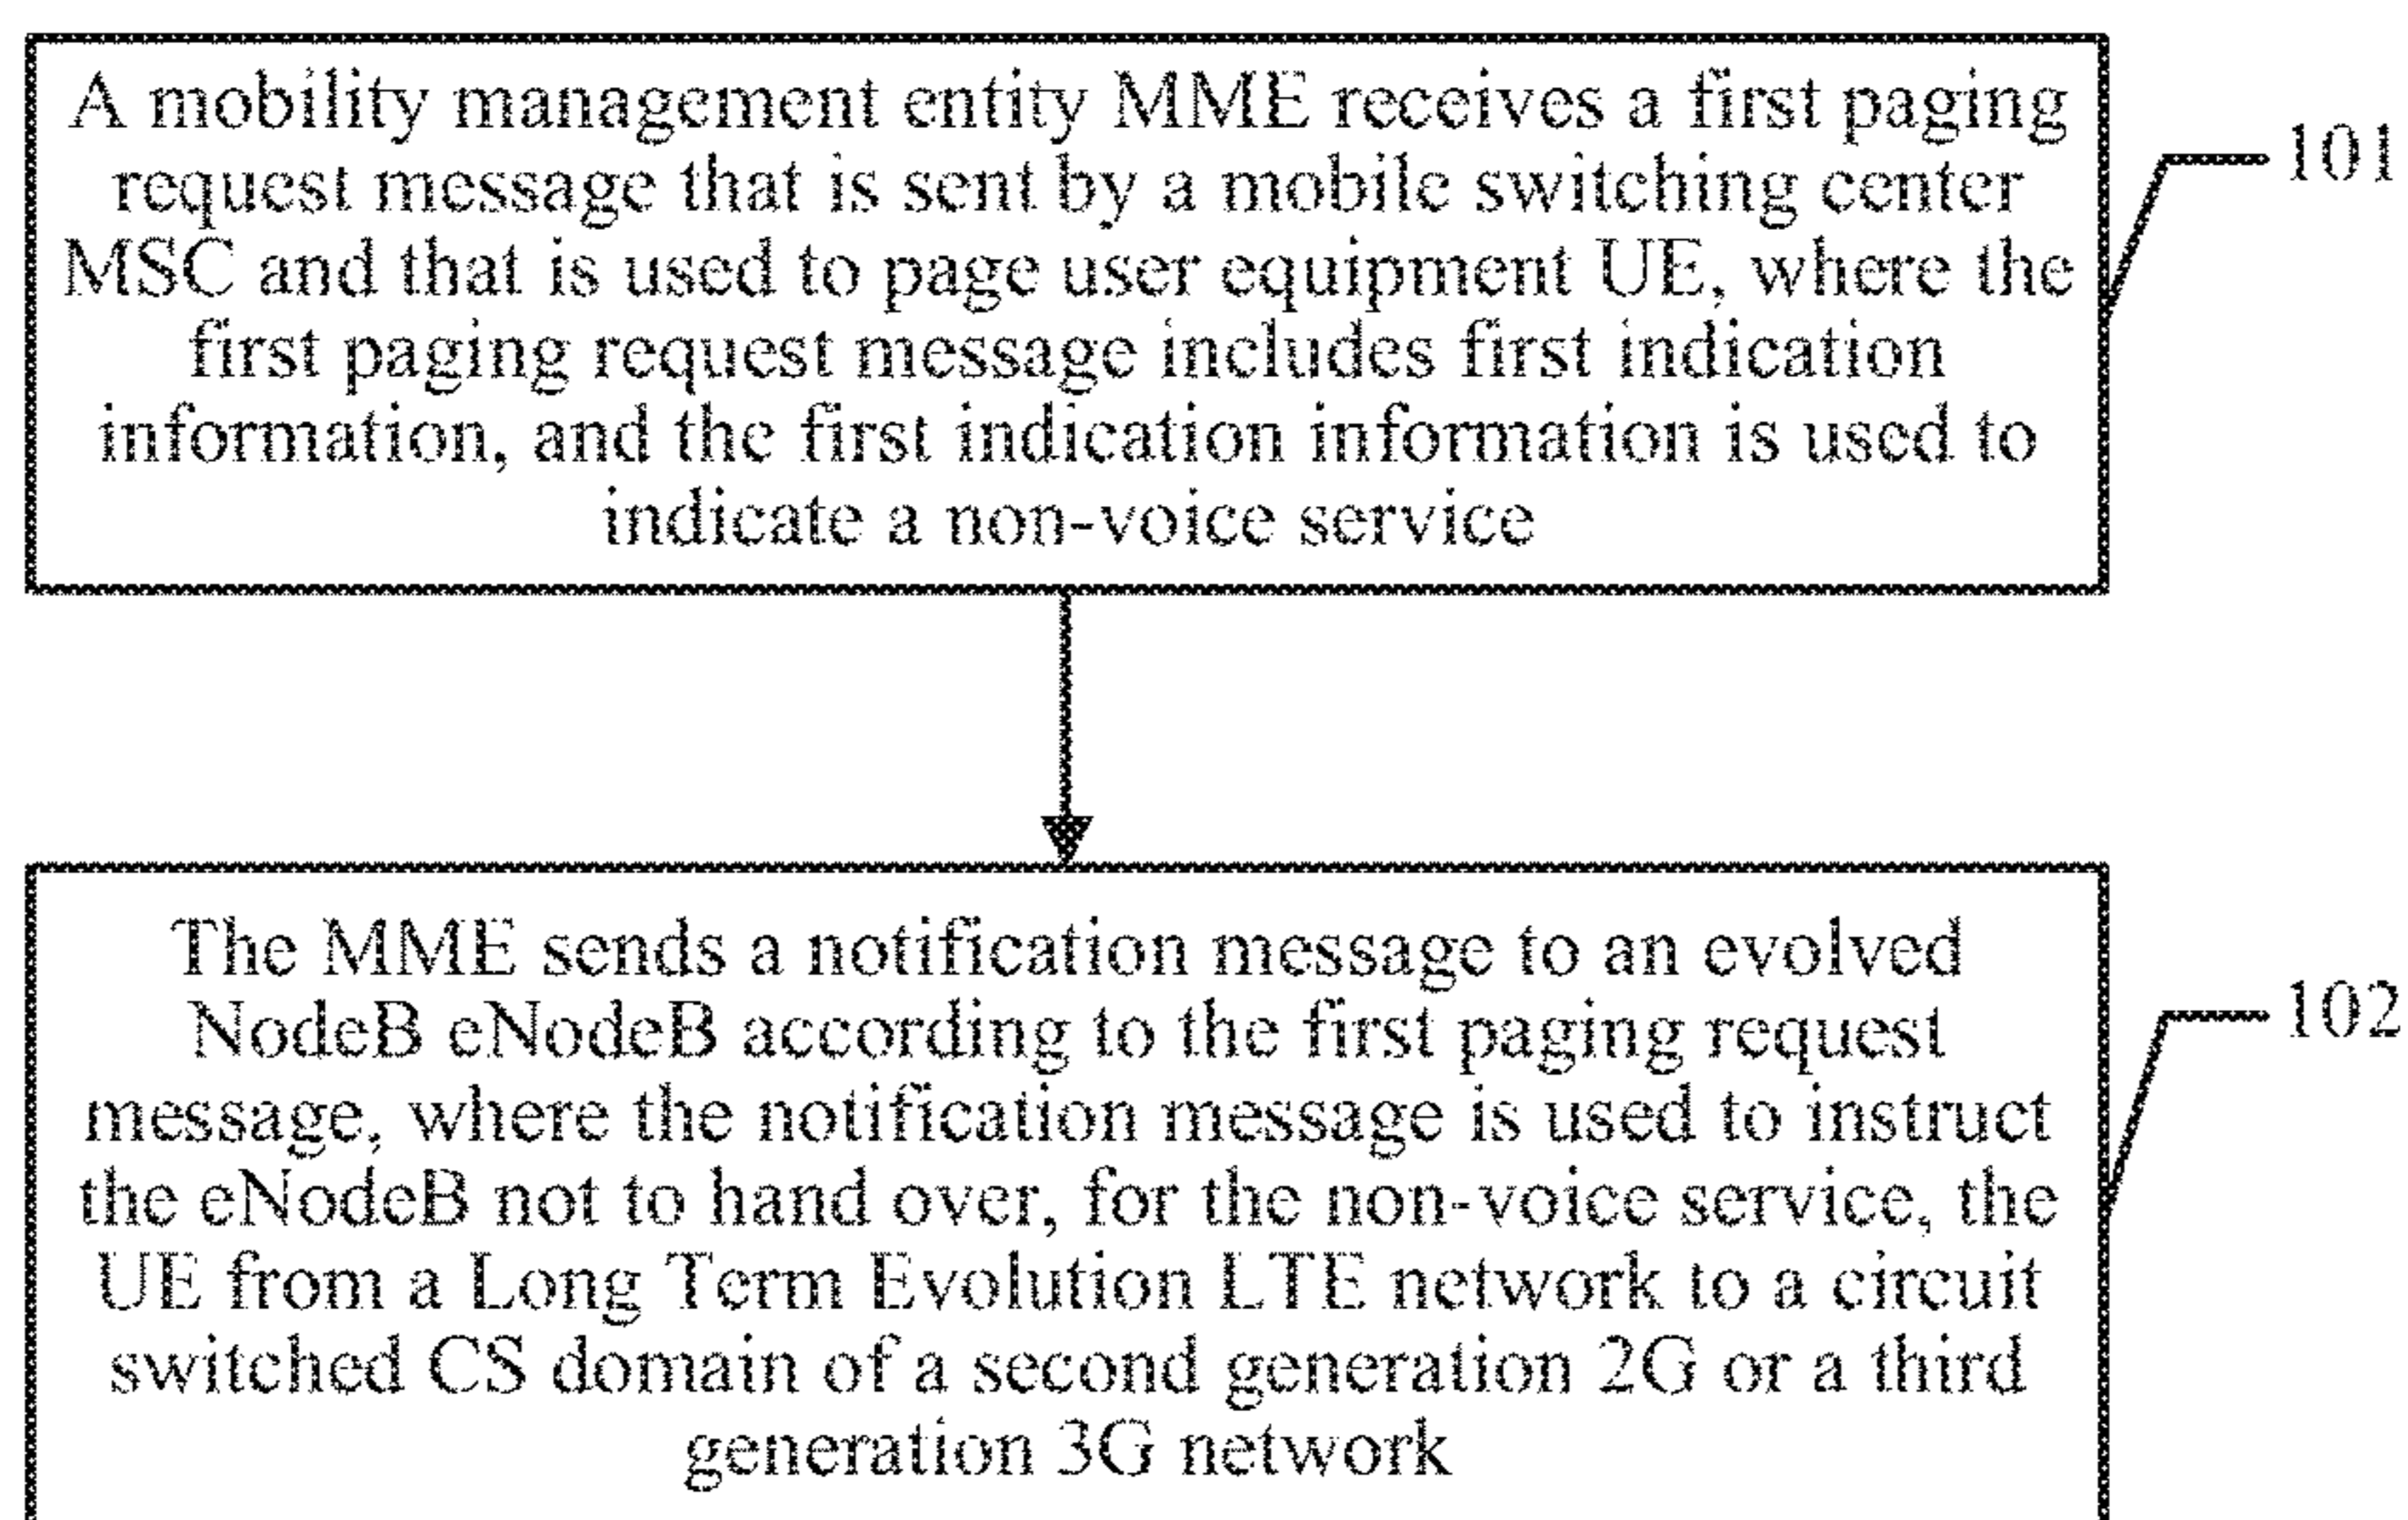 A mobility management entity MME receives a first paging
request message that is sent by a mobile switching center
MSC and that is used to page user equipment UE, where the
first paging request message includes first indication
information, and the first indication information is used to
indicate a non-voice service
101
The MME sends a notification message to an evolved
NodeB eNodeB according to the first paging request
message, where the notification message is used to instruct
the eNodeB not to hand over, for the non-voice service, the
UE from a Long Term Evolution LTE network to a circuit
switched CS domain of a second generation 2G or a third
generation 3G network
102